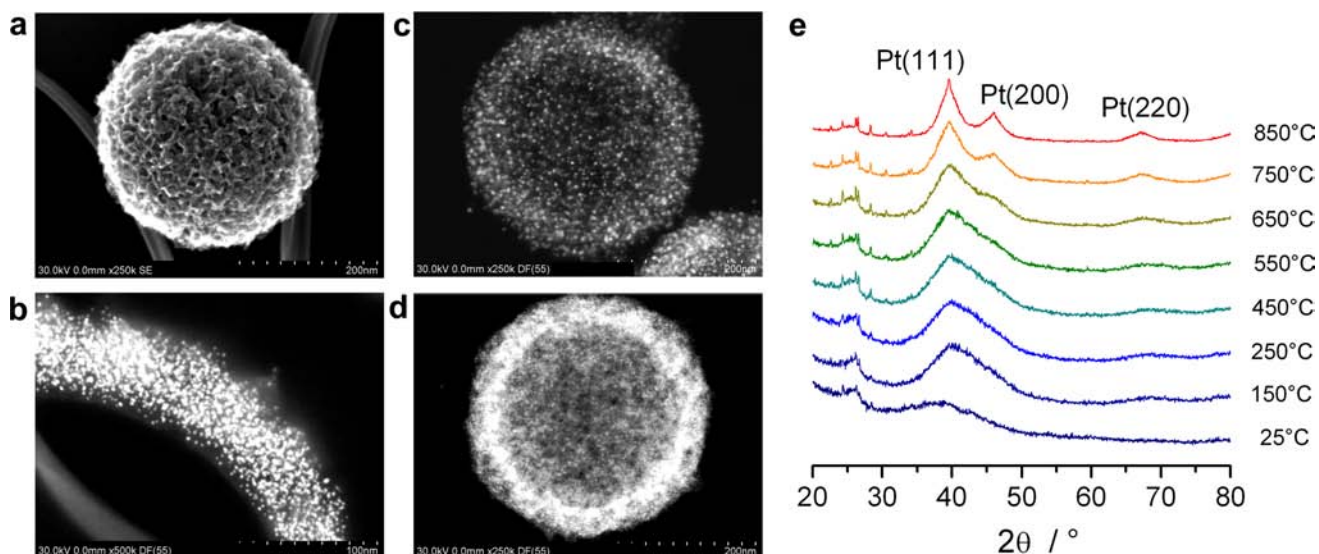 a
30.0kV 0.0mm x250k SE
200nm
b
30.0kV 0.0mm x500k DF(55)
100nm
c
30.0kV 0.0mm x250k DF(55)
200nm
d
30.0kV 0.0mm x250k DF(55)
200nm
e
Pt(111)
Pt(200)
Pt(220)
850°C
750°C
650°C
550°C
450°C
250°C
150°C
25°C
20 30 40 50 60 70 80
2θ / °